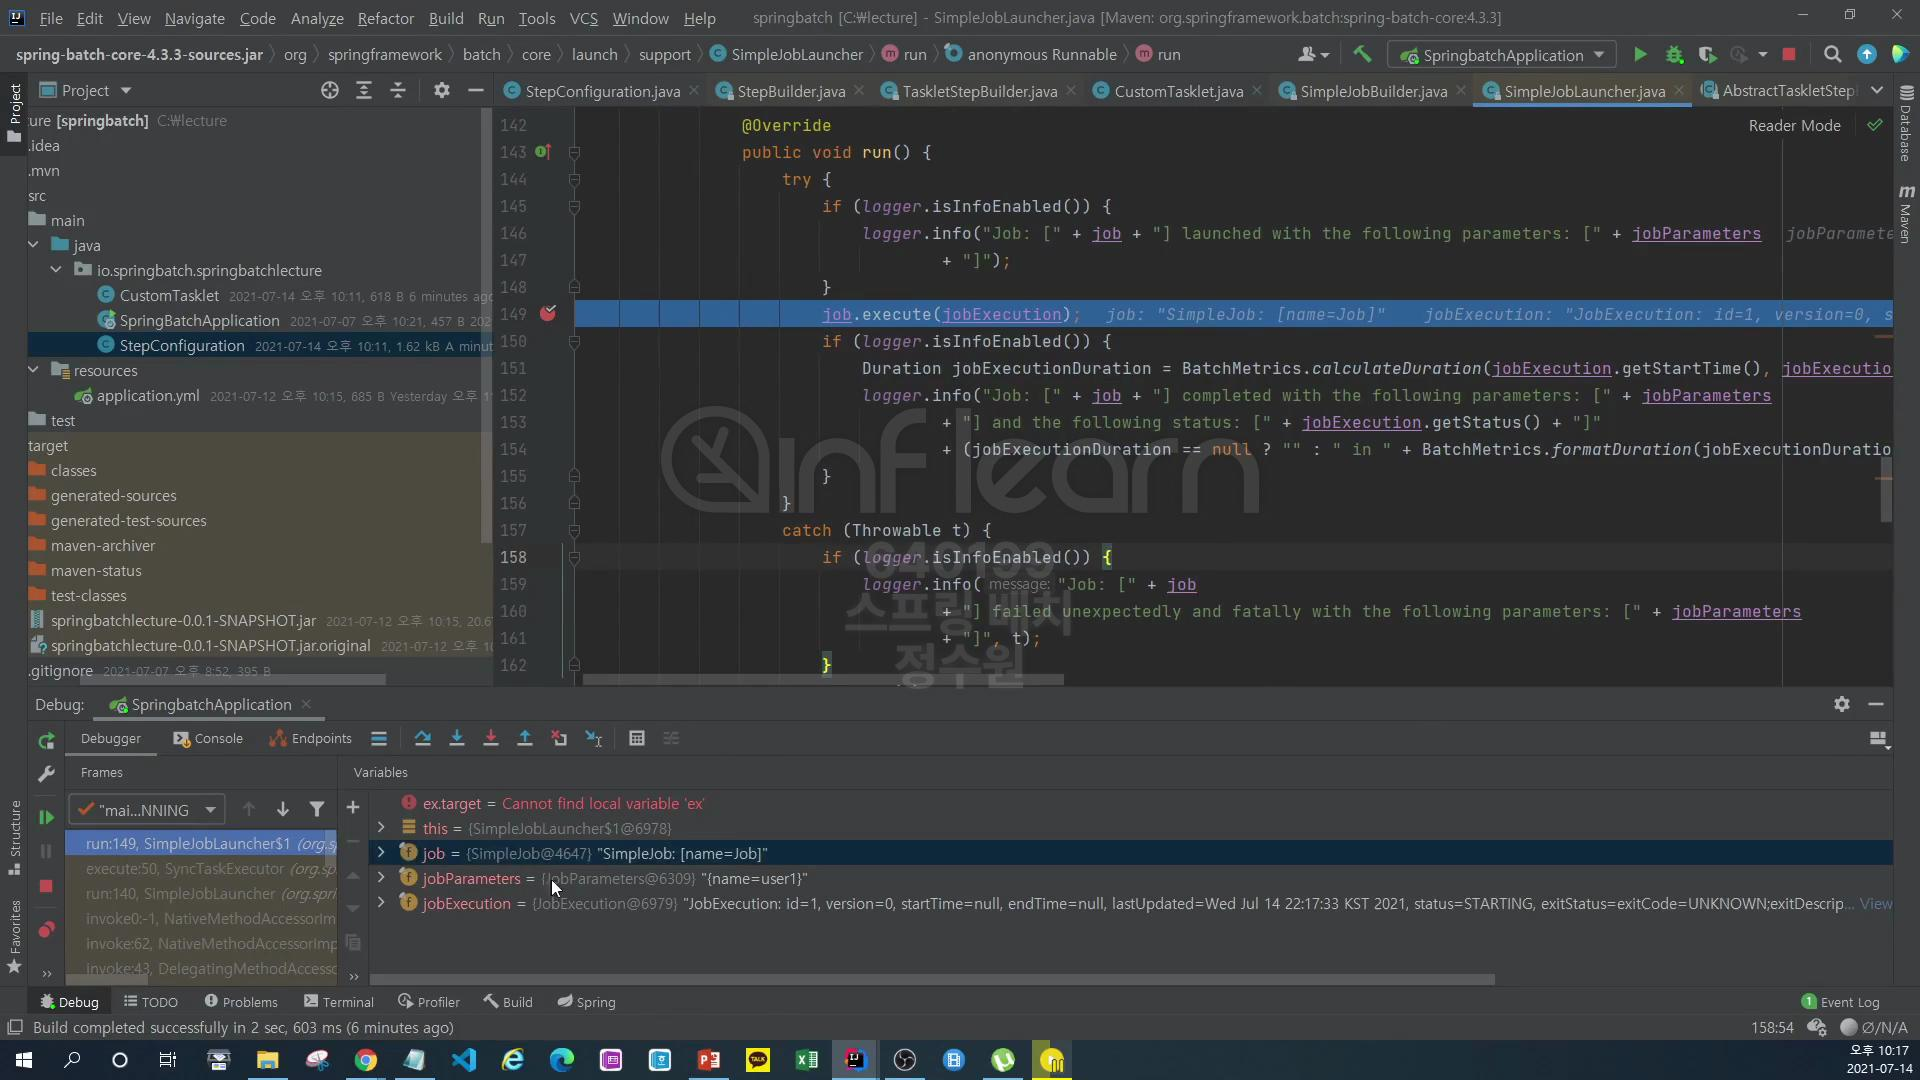 File Edit View Navigate Code Analyze Refactor Build Run Tools VCS Window Help springbatch [C:\lecture] - SimpleJobLauncher.java [Maven: org.springframework.batch:spring-batch-core:4.3.3]
spring-batch-core-4.3.3-sources.jar org springframework batch core launch support SimpleJobLauncher run anonymous Runnable run SpringbatchApplication
Project
StepConfiguration.java StepBuilder.java TaskletStepBuilder.java CustomTasklet.java SimpleJobBuilder.java SimpleJobLauncher.java AbstractTaskletStep
Reader Mode
ure [springbatch] C:\lecture
.idea
.mvn
src
main
java
io.springbatch.springbatchlecture
CustomTasklet 2021-07-14 오후 10:11, 618 B 6 minutes ago
SpringBatchApplication 2021-07-07 오후 10:21, 457 B 202
StepConfiguration 2021-07-14 오후 10:11, 1.62 kB A minut
resources
application.yml 2021-07-12 오후 10:15, 685 B Yesterday 오후 1
test
target
classes
generated-sources
generated-test-sources
maven-archiver
maven-status
test-classes
springbatchlecture-0.0.1-SNAPSHOT.jar 2021-07-12 오후 10:15, 20.6
springbatchlecture-0.0.1-SNAPSHOT.jar.original 2021-07-12 오후 1
.gitignore 2021-07-07 오후 8:52, 395 B
142 @Override
143 public void run() {
144 try {
145 if (logger.isInfoEnabled()) {
146 logger.info("Job: [" + job + "] launched with the following parameters: [" + jobParameters jobParamete
147 + "]");
148 }
149 job.execute(jobExecution); job: "SimpleJob: [name=Job]" jobExecution: "JobExecution: id=1, version=0, s
150 if (logger.isInfoEnabled()) {
151 Duration jobExecutionDuration = BatchMetrics.calculateDuration(jobExecution.getStartTime(), jobExecutio
152 logger.info("Job: [" + job + "] completed with the following parameters: [" + jobParameters
153 + "] and the following status: [" + jobExecution.getStatus() + "]"
154 + (jobExecutionDuration == null ? "" : " in " + BatchMetrics.formatDuration(jobExecutionDuratio
155 }
156 }
157 catch (Throwable t) {
158 if (logger.isInfoEnabled()) {
159 logger.info( message: "Job: [" + job
160 + "] failed unexpectedly and fatally with the following parameters: [" + jobParameters
161 + "]", t);
162 }
inflearn
640199
스프링 배치
정수원
Project
Structure
Favorites
Database
Maven
Debug: SpringbatchApplication
Debugger Console Endpoints
Frames Variables
"mai...NNING
run:149, SimpleJobLauncher$1 (org.sp
execute:50, SyncTaskExecutor (org.spri
run:140, SimpleJobLauncher (org.sprin
invoke0:-1, NativeMethodAccessorIm
invoke:62, NativeMethodAccessorImp
invoke:43, DelegatingMethodAccesso
ex.target = Cannot find local variable 'ex'
this = {SimpleJobLauncher$1@6978}
job = {SimpleJob@4647} "SimpleJob: [name=Job]"
jobParameters = {JobParameters@6309} "{name=user1}"
jobExecution = {JobExecution@6979} "JobExecution: id=1, version=0, startTime=null, endTime=null, lastUpdated=Wed Jul 14 22:17:33 KST 2021, status=STARTING, exitStatus=exitCode=UNKNOWN;exitDescrip... View
Debug TODO Problems Terminal Profiler Build Spring 1 Event Log
Build completed successfully in 2 sec, 603 ms (6 minutes ago) 158:54 Ø/N/A
오후 10:17
2021-07-14